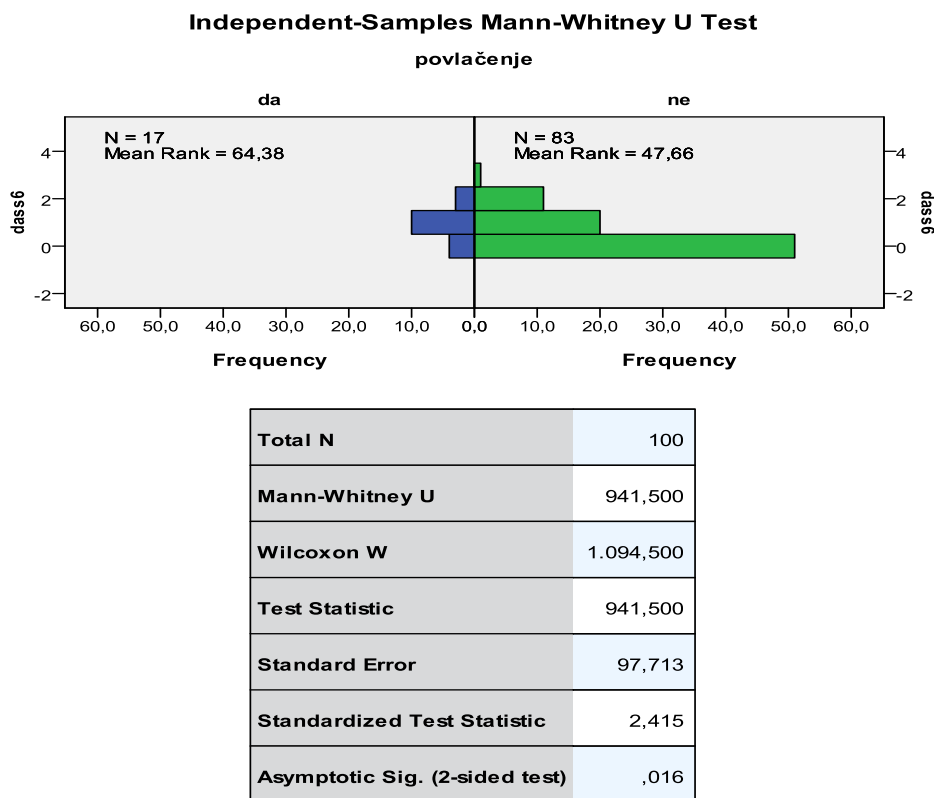 Independent-Samples Mann-Whitney U Test
povlačenje
da ne
N = 17
Mean Rank = 64,38
N = 83
Mean Rank = 47,66
dass6
4
2
0
-2
4
2
0
-2
dass6
60,0 50,0 40,0 30,0 20,0 10,0 0,0 10,0 20,0 30,0 40,0 50,0 60,0
Frequency Frequency
Total N 100
Mann-Whitney U 941,500
Wilcoxon W 1.094,500
Test Statistic 941,500
Standard Error 97,713
Standardized Test Statistic 2,415
Asymptotic Sig. (2-sided test) ,016